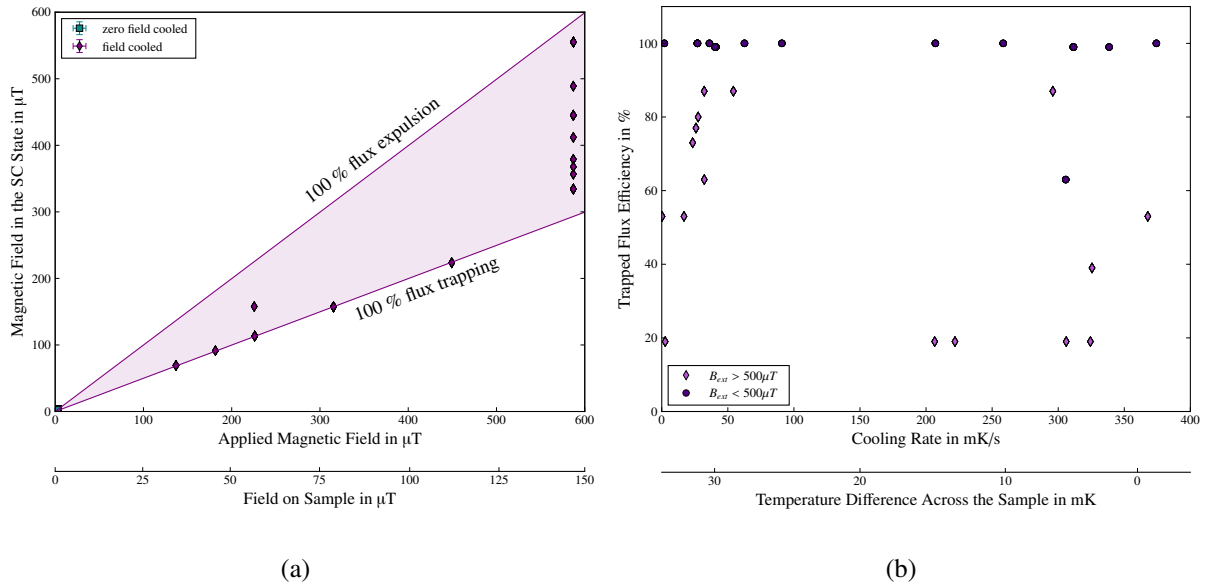 600
500
400
300
200
100
0
Magnetic Field in the SC State in µT
zero field cooled
field cooled
100 % flux expulsion
100 % flux trapping
0 100 200 300 400 500 600
Applied Magnetic Field in µT
0 25 50 75 100 125 150
Field on Sample in µT
(a)
100
80
60
40
20
0
Trapped Flux Efficiency in %
B_ext > 500µT
B_ext < 500µT
0 50 100 150 200 250 300 350 400
Cooling Rate in mK/s
30 20 10 0
Temperature Difference Across the Sample in mK
(b)